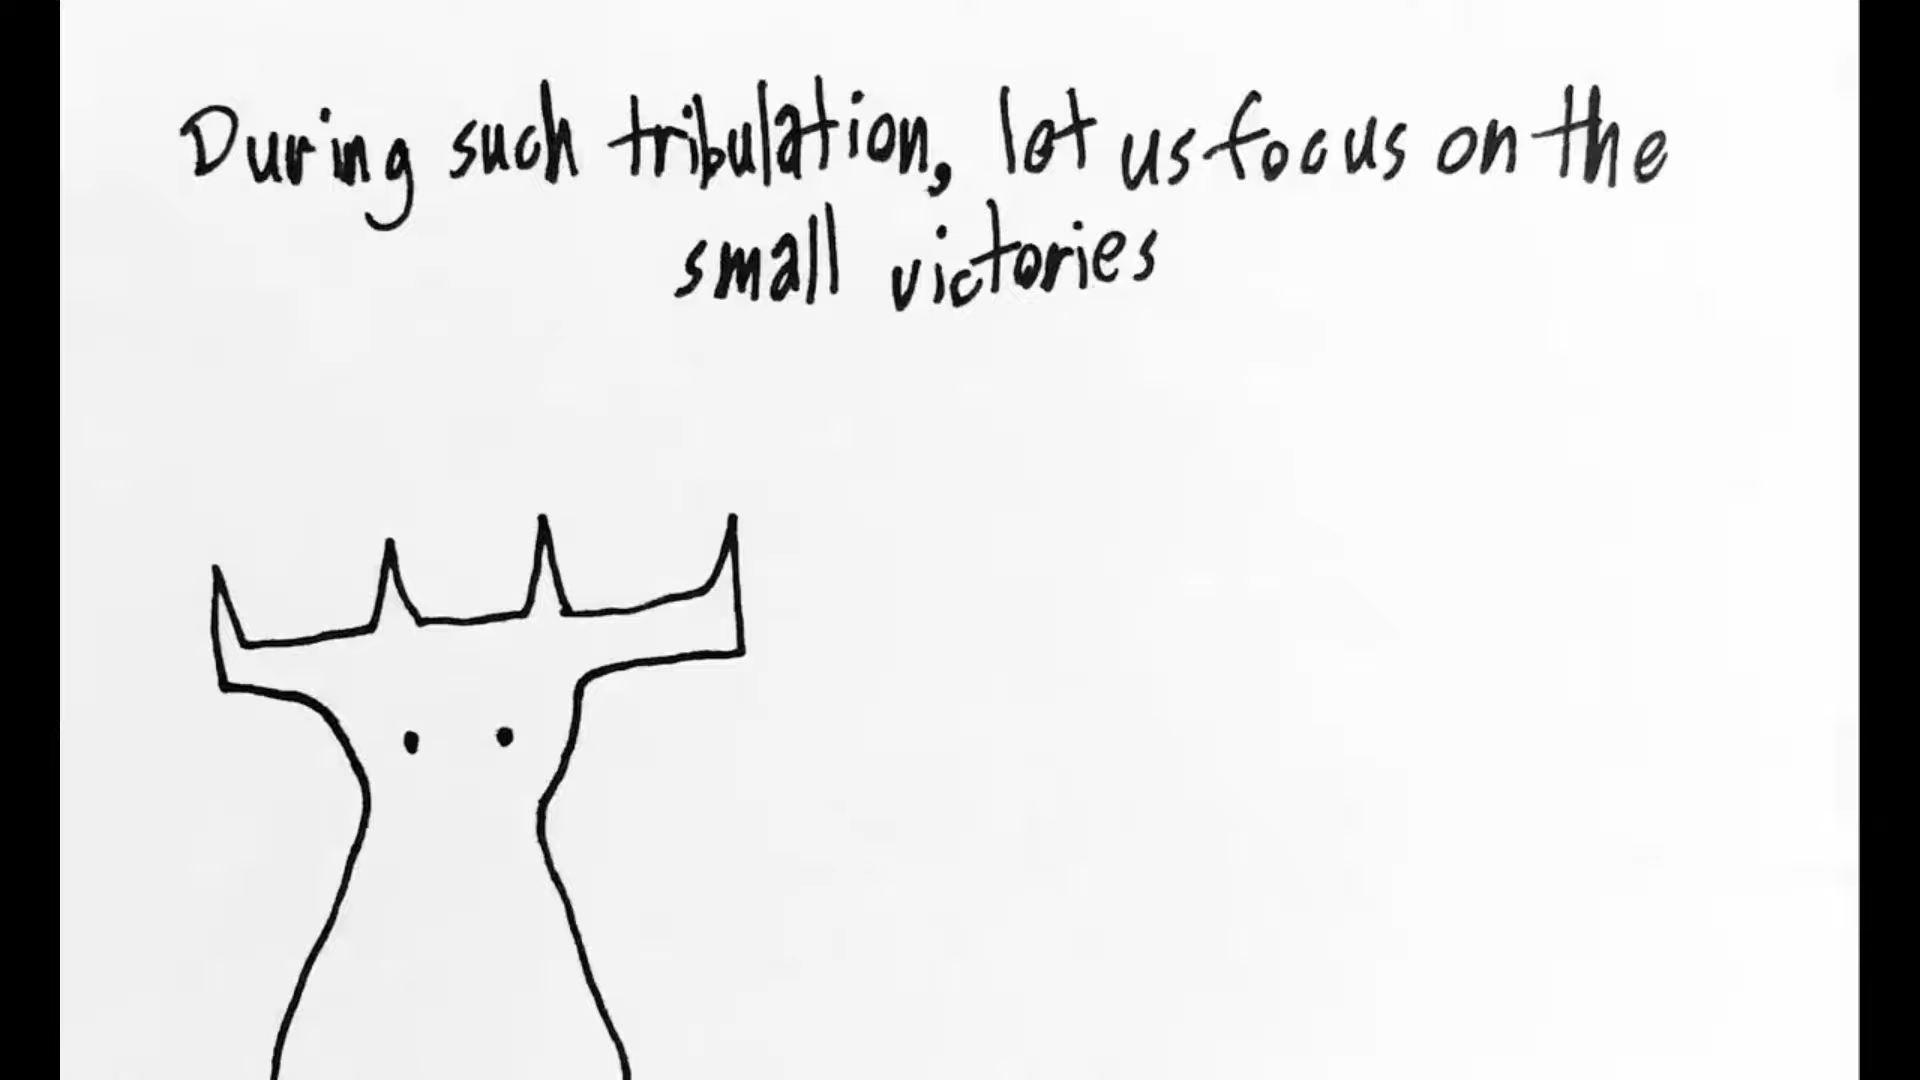 During such tribulation, let us focus on the
small victories